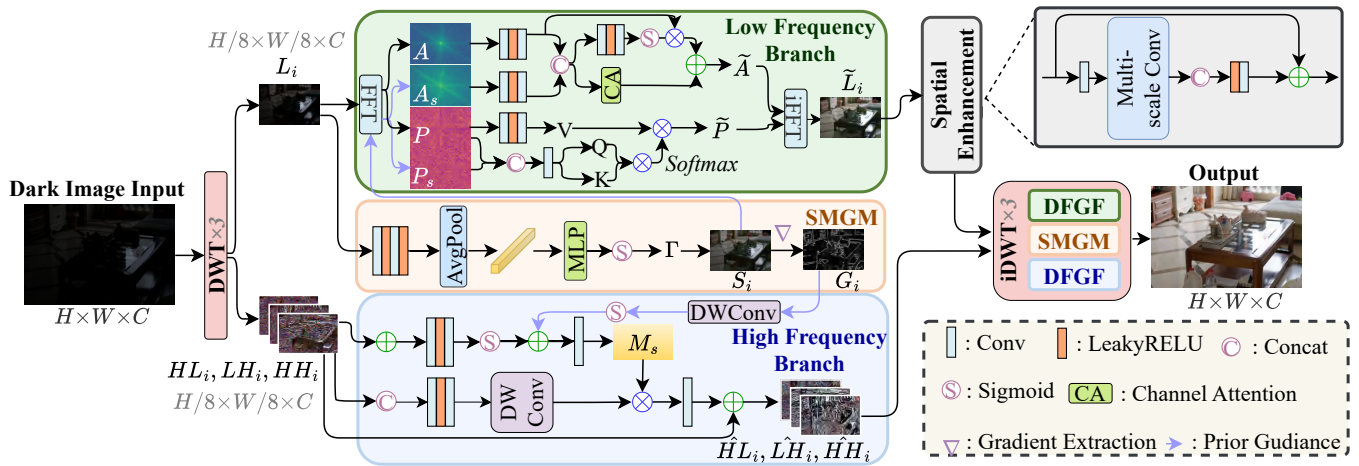 H/8×W/8×C
L_i
Dark Image Input
H×W×C
DWT×3
HL_i, LH_i, HH_i
H/8×W/8×C
Low Frequency
Branch
FFT
A
A_s
P
P_s
C
S
CA
V
Q
K
C
Softmax
Ã
P̃
iFFT
L̃_i
SMGM
AvgPool
MLP
S
Γ
S_i
∇
G_i
High Frequency
Branch
DWConv
S
S
M_s
C
DW
Conv
ĤL_i, L̂H_i, ĤH_i
Spatial
Enhancement
Multi-
scale Conv
C
iDWT×3
DFGF
SMGM
DFGF
Output
H×W×C
: Conv
: LeakyRELU
C : Concat
S : Sigmoid
CA : Channel Attention
∇ : Gradient Extraction
: Prior Gudiance